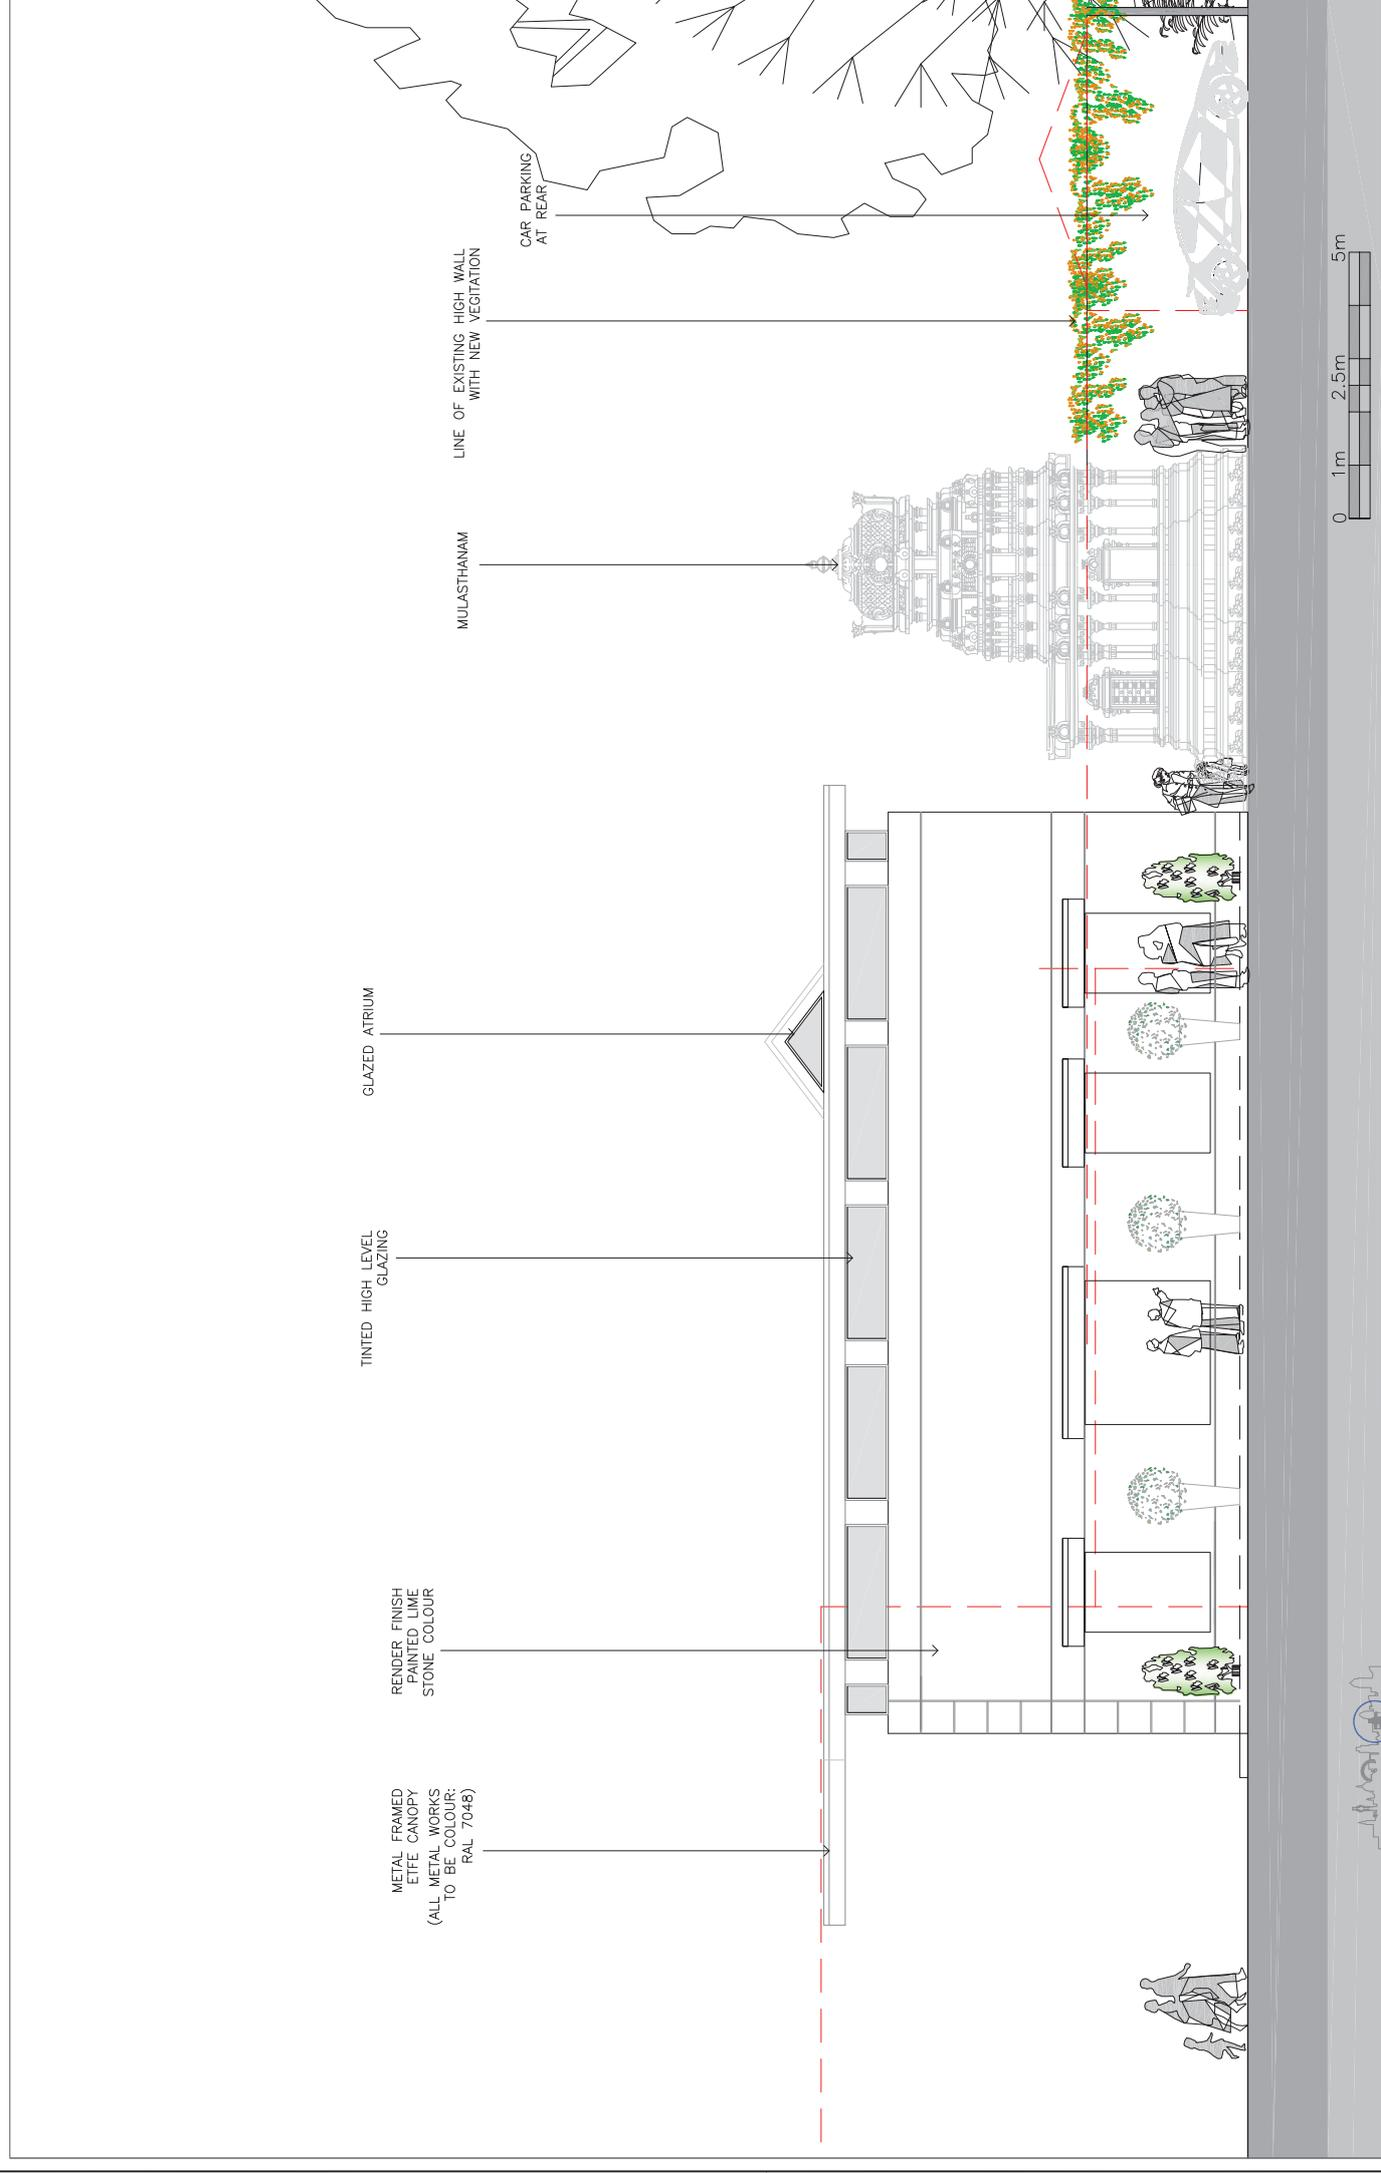 METAL FRAMED
ETFE CANOPY
(ALL METAL WORKS
TO BE COLOUR:
RAL 7048)
RENDER FINISH
PAINTED LIME
STONE COLOUR
TINTED HIGH LEVEL
GLAZING
GLAZED ATRIUM
MULASTHANAM
LINE OF EXISTING HIGH WALL
WITH NEW VEGITATION
CAR PARKING
AT REAR
0 1m 2.5m 5m